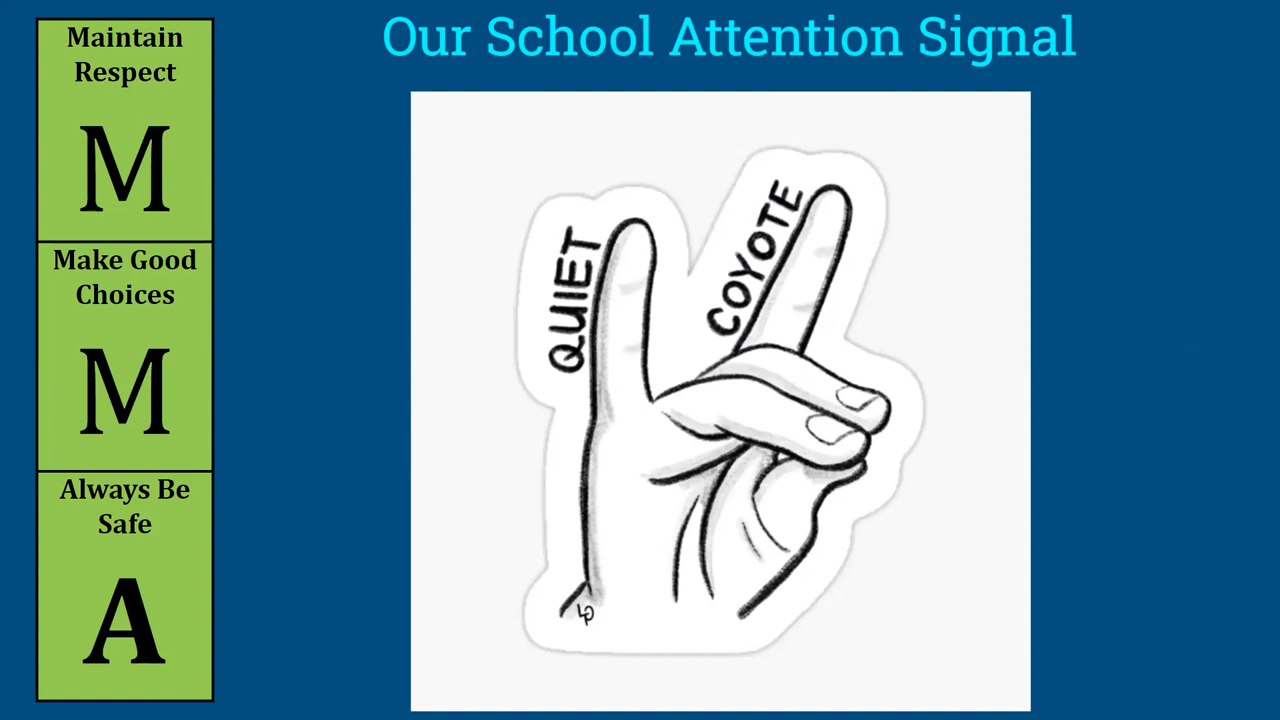 Our School Attention Signal
Maintain
Respect
M
Make Good
Choices
M
Always Be
Safe
A
QUIET
COYOTE